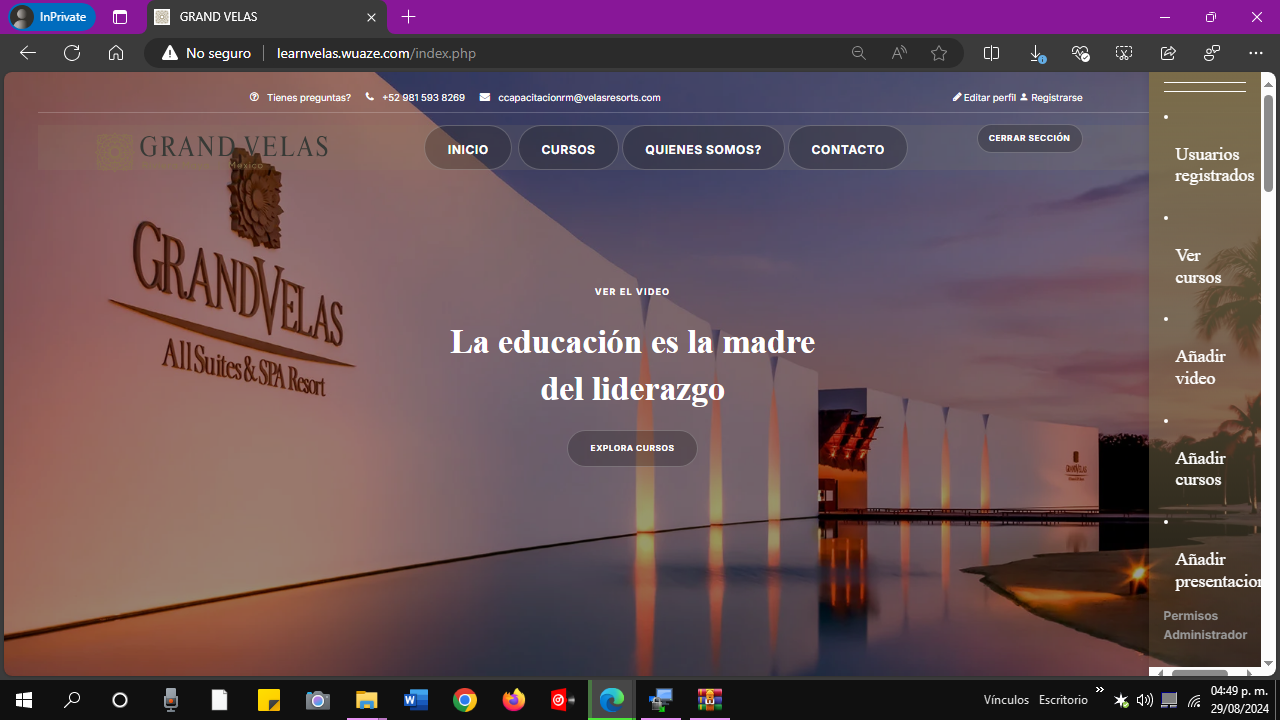 InPrivate
GRAND VELAS
No seguro
learnvelas.wuaze.com/index.php
Tienes preguntas?
+52 981 593 8269
ccapacitacionrm@velasresorts.com
Editar perfil
Registrarse
GRAND VELAS
Mexico
INICIO
CURSOS
QUIENES SOMOS?
CONTACTO
CERRAR SECCIÓN
GRAND VELAS
All Suites & SPA Resort
VER EL VIDEO
La educación es la madre
del liderazgo
EXPLORA CURSOS
GRANDVELAS
Usuarios
registrados
Ver
cursos
Añadir
video
Añadir
cursos
Añadir
presentacion
Permisos
Administrador
Vínculos
Escritorio
04:49 p. m.
29/08/2024